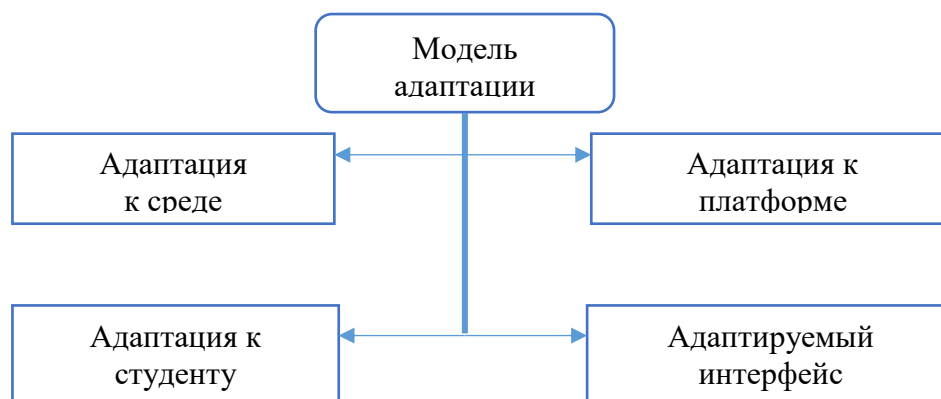 Модель
адаптации
Адаптация
к среде
Адаптация к
платформе
Адаптация к
студенту
Адаптируемый
интерфейс